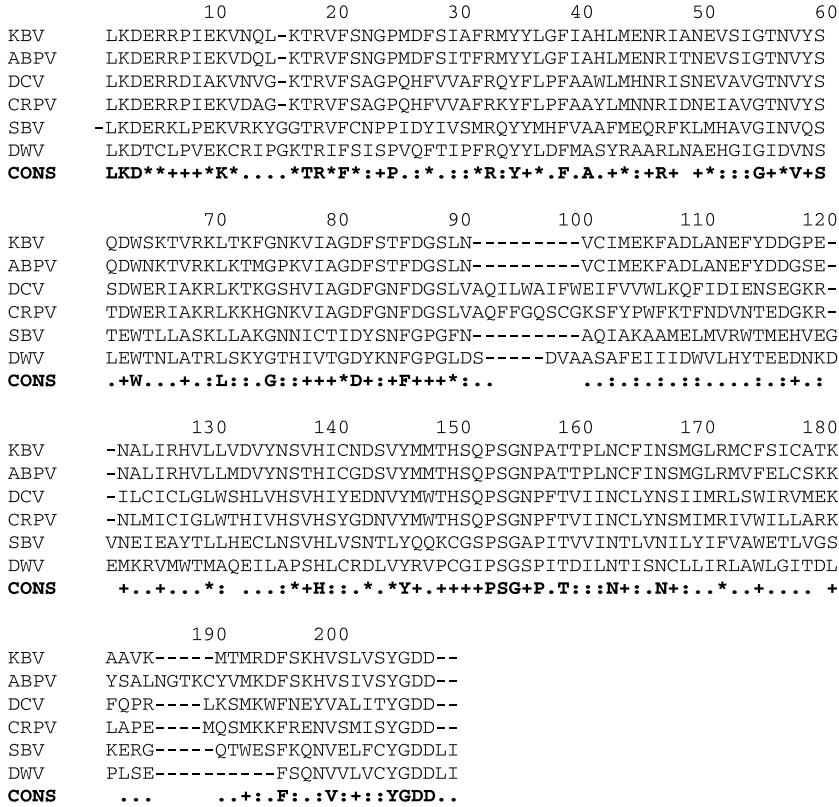 10 20 30 40 50 60
KBV LKDERRPIEKVNQL-KTRVFSNGPMDFSIAFRMYYLGFIAHLMENRIANEVSIGTNVYS
ABPV LKDERRPIEKVDQL-KTRVFSNGPMDFSITFRMYYLGFIAHLMENRITNEVSIGTNVYS
DCV LKDERRDIAKVNVG-KTRVFSAGPQHFVVAFRQYFLPFAAWLMHNRISNEVAVGTNVYS
CRPV LKDERRPIEKVDAG-KTRVFSAGPQHFVVAFRKYFLPFAAYLMNNRIDNEIAVGTNVYS
SBV -LKDERKLPEKVRKYGGTRVFCNPPIDYIVSMRQYYMHFVAAFMEQRFKLMHAVGINVQS
DWV LKDTCLPVEKCRIPGKTRIFSISPVQFTIPFRQYYLDFMASYRAARLNAEHGIGIDVNS
CONS LKD**+++*K*....*TR*F*:+P.:*.::*R:Y+*.F.A.+*:+R+ +*:::G+*V+S
70 80 90 100 110 120
KBV QDWSKTVRKLTKFGNKVIAGDFSTFDGSLN---------VCIMEKFADLANEFYDDGPE-
ABPV QDWNKTVRKLKTMGPKVIAGDFSTFDGSLN---------VCIMEKFADLANEFYDDGSE-
DCV SDWERIAKRLKTKGSHVIAGDFGNFDGSLVAQILWAIFWEIFVVWLKQFIDIENSEGKR-
CRPV TDWERIAKRLKKHGNKVIAGDFGNFDGSLVAQFFGQSCGKSFYPWFKTFNDVNTEDGKR-
SBV TEWTLLASKLLAKGNNICTIDYSNFGPGFN---------AQIAKAAMELMVRWTMEHVEG
DWV LEWTNLATRLSKYGTHIVTGDYKNFGPGLDS------DVAASAFEIIIDWVLHYTEEDNKD
CONS .+W...+.:L::.G::+++*D+:+F+++*:.. ..:.:.:.::....::.:+.:
130 140 150 160 170 180
KBV -NALIRHVLLVDVYNSVHICNDSVYMMTHSQPSGNPATTPLNCFINSMGLRMCFSICATK
ABPV -NALIRHVLLMDVYNSTHICGDSVYMMTHSQPSGNPATTPLNCFINSMGLRMVFELCSKK
DCV -ILCICLGLWSHLVHSVHIYEDNVYMWTHSQPSGNPFTVIINCLYNSIIMRLSWIRVMEK
CRPV -NLMICIGLWTHIVHSVHSYGDNVYMWTHSQPSGNPFTVIINCLYNSMIMRIVWILLARK
SBV VNEIEAYTLLHECLNSVHLVSNTLYQQKCGSPSGAPITVVINTLVNILYIFVAWETLVGS
DWV EMKRVMWTMAQEILAPSHLCRDLVYRVPCGIPSGSPITDILNTISNCLLIRLAWLGITDL
CONS +..+...*: ...:*+H::.*.*Y+.++++PSG+P.T:::N+:.N+:..*..+.... +
190 200
KBV AAVK-----MTMRDFSKHVSLVSYGDD--
ABPV YSALNGTKCYVMKDFSKHVSIVSYGDD--
DCV FQPR-----LKSMKWFNEYVALITYGDD--
CRPV LAPE-----MQSMKKFRENVSMISYGDD--
SBV KERG-----QTWESFKQNVELFCYGDDLI
DWV PLSE----------FSQNVVLVCYGDDLI
CONS ... ..+:.F:.:V:+::YGDD..